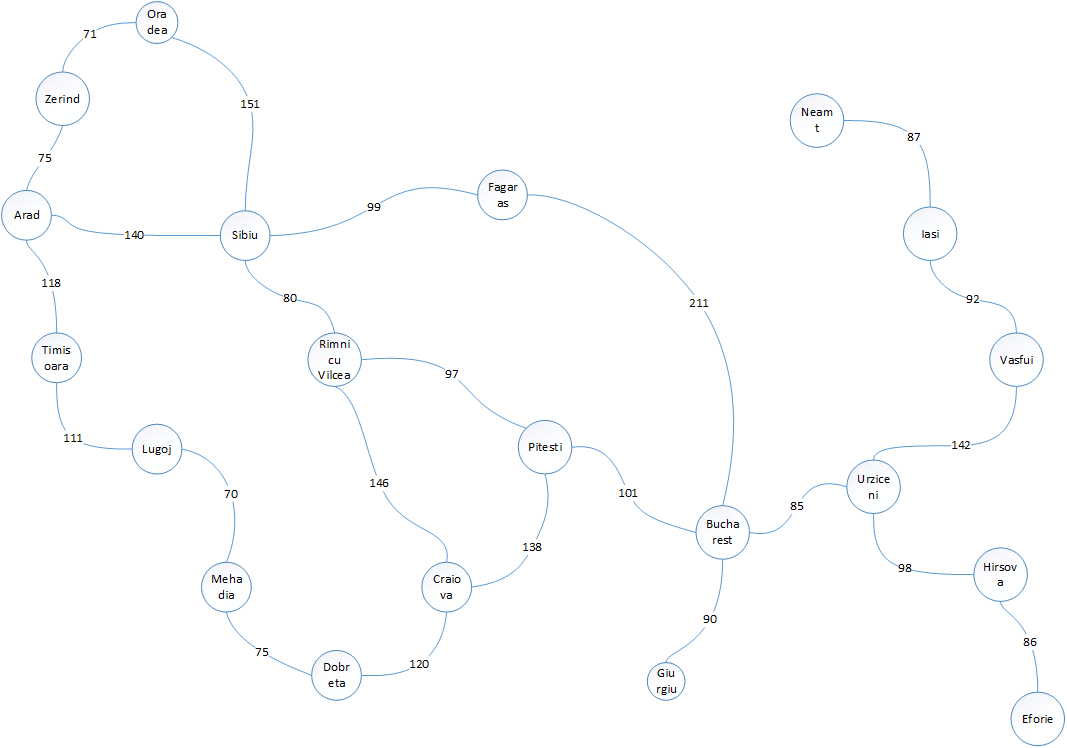 Ora
dea
71
Zerind
151
Neam
t
87
75
Fagar
as
99
Arad
140
Sibiu
Iasi
118
80
211
92
Timis
oara
Rimni
cu
Vilcea
97
Vasfui
111
Lugoj
Pitesti
142
70
146
101
Urzice
ni
85
Bucha
rest
138
98
Hirsov
a
Meha
dia
Craio
va
90
86
75
120
Dobr
eta
Giu
rgiu
Eforie